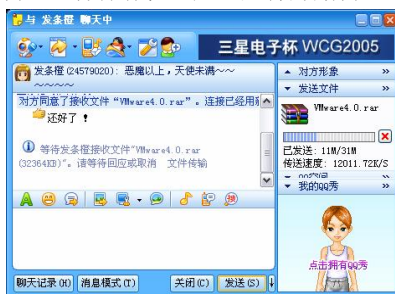 与 发条橙 聊天中
三星电子杯 WCG2005
发条橙 (24579020): 恶魔以上，天使未满~~
~~~~~
对方形象
发送文件
对方同意了接收文件"VMware4.0.rar"。连接已经用
还好了 ！
VMware4.0.rar
等待发条橙接收文件"VMware4.0.rar
(32364KB)"。请等待回应或取消 文件传输
已发送: 11M/31M
传送速度: 12011.72K/S
我的QQ秀
点击拥有QQ秀
聊天记录(H) 消息模式(T) 关闭(C) 发送(S)